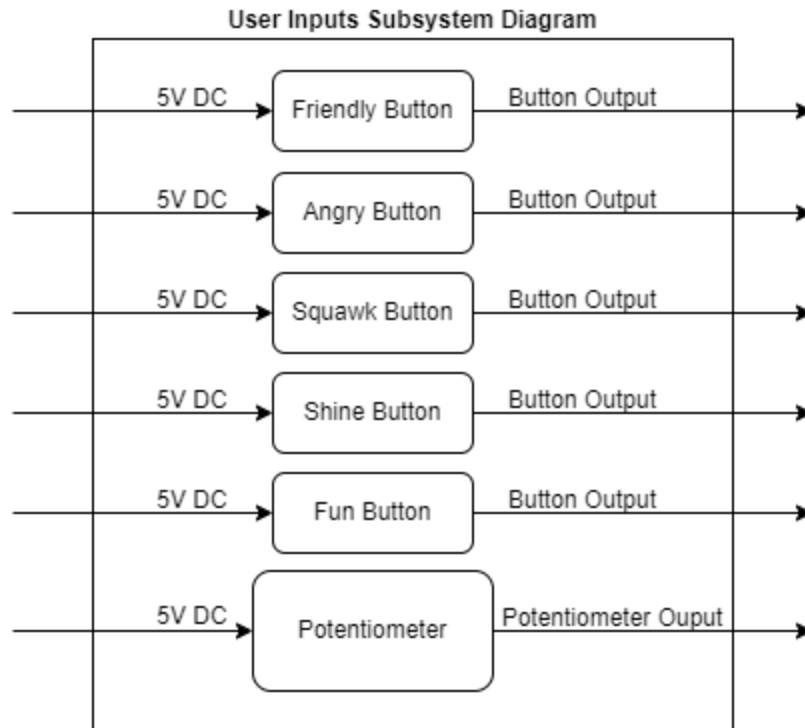 User Inputs Subsystem Diagram
5V DC Friendly Button Button Output
5V DC Angry Button Button Output
5V DC Squawk Button Button Output
5V DC Shine Button Button Output
5V DC Fun Button Button Output
5V DC Potentiometer Potentiometer Ouput